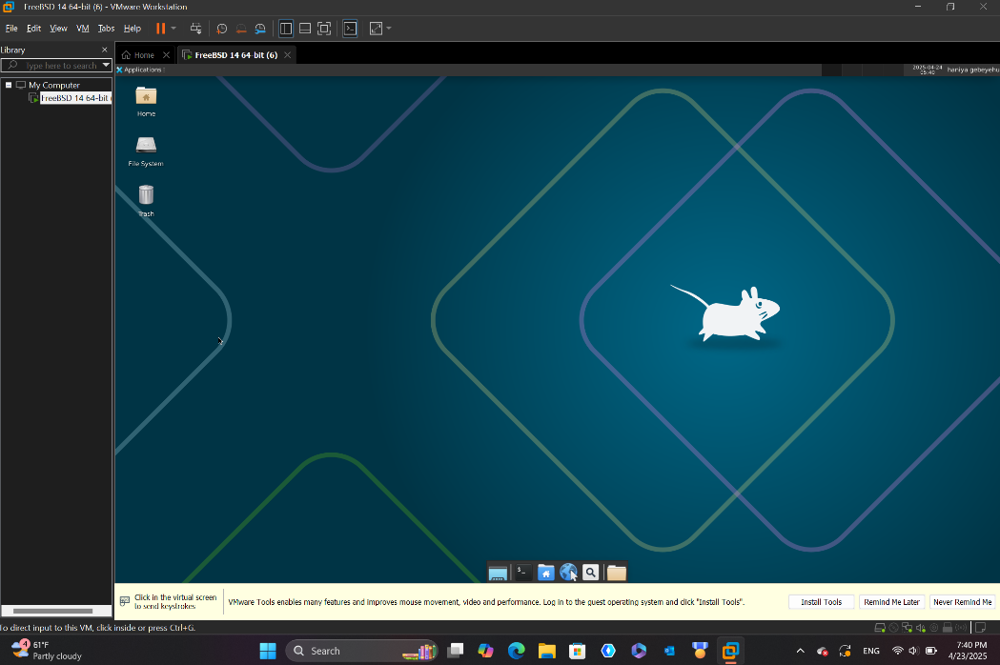 FreeBSD 14 64-bit (6) - VMware Workstation
File Edit View VM Tabs Help
Library
Type here to search
My Computer
FreeBSD 14 64-bit
Home
FreeBSD 14 64-bit (6)
Applications
2025-04-24
05:40
haniya gebeyehu
Home
File System
Trash
Click in the virtual screen
to send keystrokes
VMware Tools enables many features and improves mouse movement, video and performance. Log in to the guest operating system and click "Install Tools".
Install Tools
Remind Me Later
Never Remind Me
To direct input to this VM, click inside or press Ctrl+G.
4
61°F
Partly cloudy
Search
ENG
7:40 PM
4/23/2025